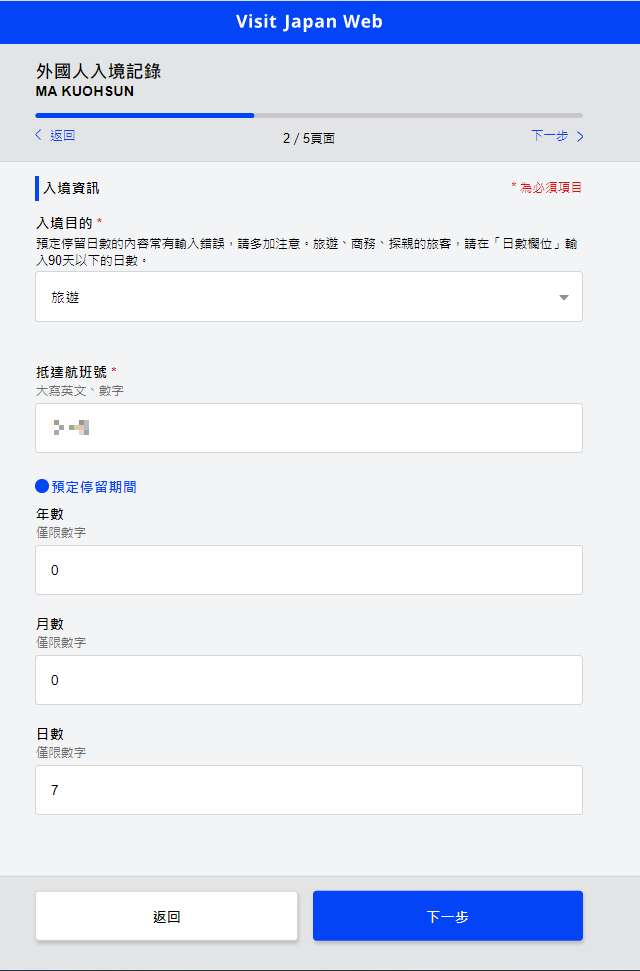 Visit Japan Web
外國人入境記錄
MA KUOHSUN
返回
2 / 5頁面
下一步
入境資訊
* 為必須項目
入境目的 *
預定停留日數的內容常有輸入錯誤，請多加注意。旅遊、商務、探親的旅客，請在「日數欄位」輸
入90天以下的日數。
旅遊
抵達航班號 *
大寫英文、數字
預定停留期間
年數
僅限數字
0
月數
僅限數字
0
日數
僅限數字
7
返回
下一步